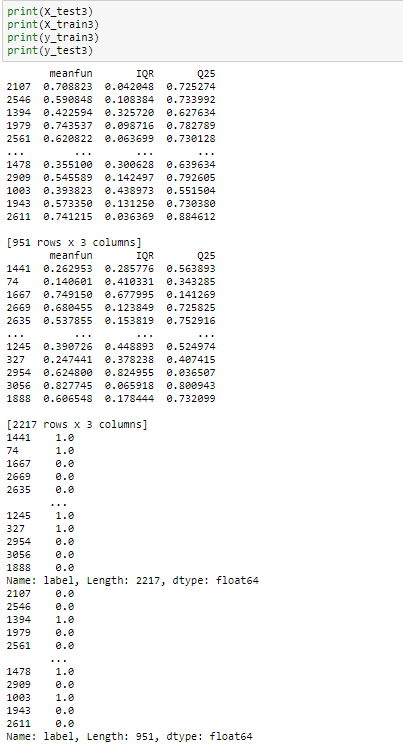 print(X_test3)
print(X_train3)
print(y_train3)
print(y_test3)
meanfun IQR Q25
2107 0.708823 0.042048 0.725274
2546 0.590848 0.108384 0.733992
1394 0.422594 0.325720 0.627634
1979 0.743537 0.098716 0.782789
2561 0.620822 0.063699 0.730128
... ... ... ...
1478 0.355100 0.300628 0.639634
2909 0.545589 0.142497 0.792605
1003 0.393823 0.438973 0.551504
1943 0.573350 0.131250 0.730380
2611 0.741215 0.036369 0.884612
[951 rows x 3 columns]
meanfun IQR Q25
1441 0.262953 0.285776 0.563893
74 0.140601 0.410331 0.343285
1667 0.749150 0.677995 0.141269
2669 0.680455 0.123849 0.725825
2635 0.537855 0.153819 0.752916
... ... ... ...
1245 0.390726 0.448893 0.524974
327 0.247441 0.378238 0.407415
2954 0.624800 0.824955 0.036507
3056 0.827745 0.065918 0.800943
1888 0.606548 0.178444 0.732099
[2217 rows x 3 columns]
1441 1.0
74 1.0
1667 0.0
2669 0.0
2635 0.0
...
1245 1.0
327 1.0
2954 0.0
3056 0.0
1888 0.0
Name: label, Length: 2217, dtype: float64
2107 0.0
2546 0.0
1394 1.0
1979 0.0
2561 0.0
...
1478 1.0
2909 0.0
1003 1.0
1943 0.0
2611 0.0
Name: label, Length: 951, dtype: float64